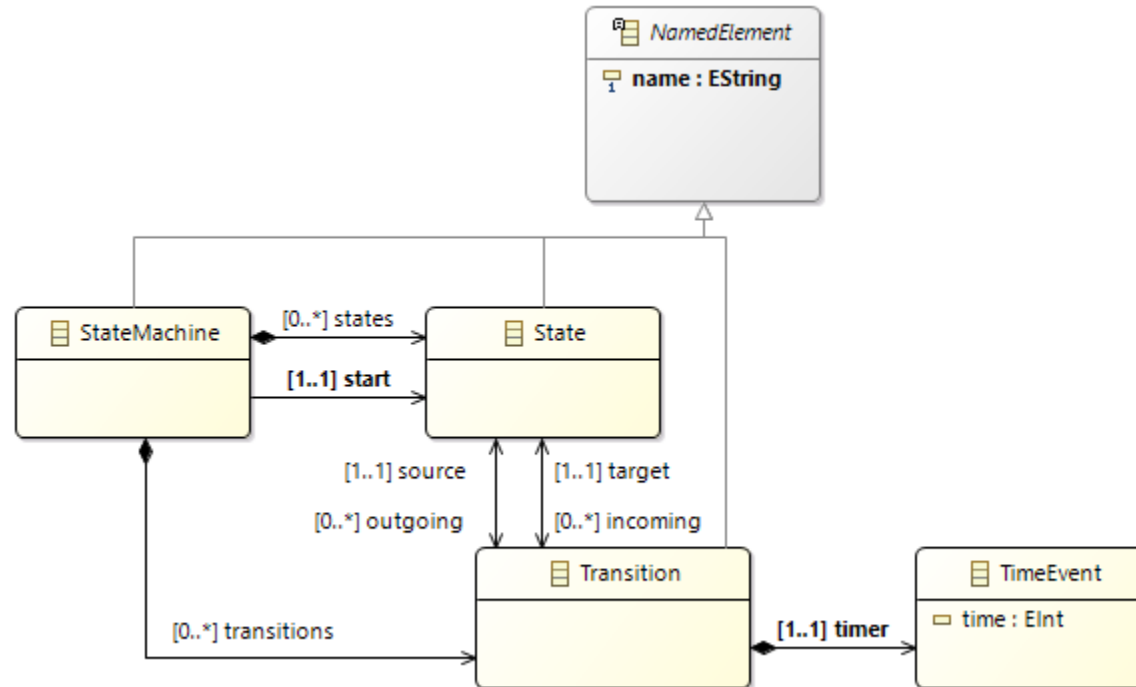 NamedElement
name : EString
StateMachine
[0..*] states
State
[1..1] start
[1..1] source
[1..1] target
[0..*] outgoing
[0..*] incoming
Transition
TimeEvent
time : EInt
[0..*] transitions
[1..1] timer